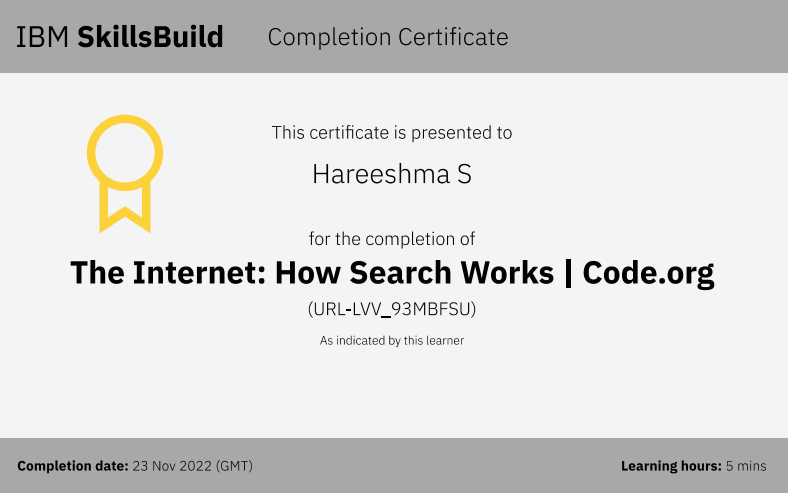 IBM SkillsBuild Completion Certificate
This certificate is presented to
Hareeshma S
for the completion of
The Internet: How Search Works | Code.org
(URL-LVV_93MBFSU)
As indicated by this learner
Completion date: 23 Nov 2022 (GMT) Learning hours: 5 mins